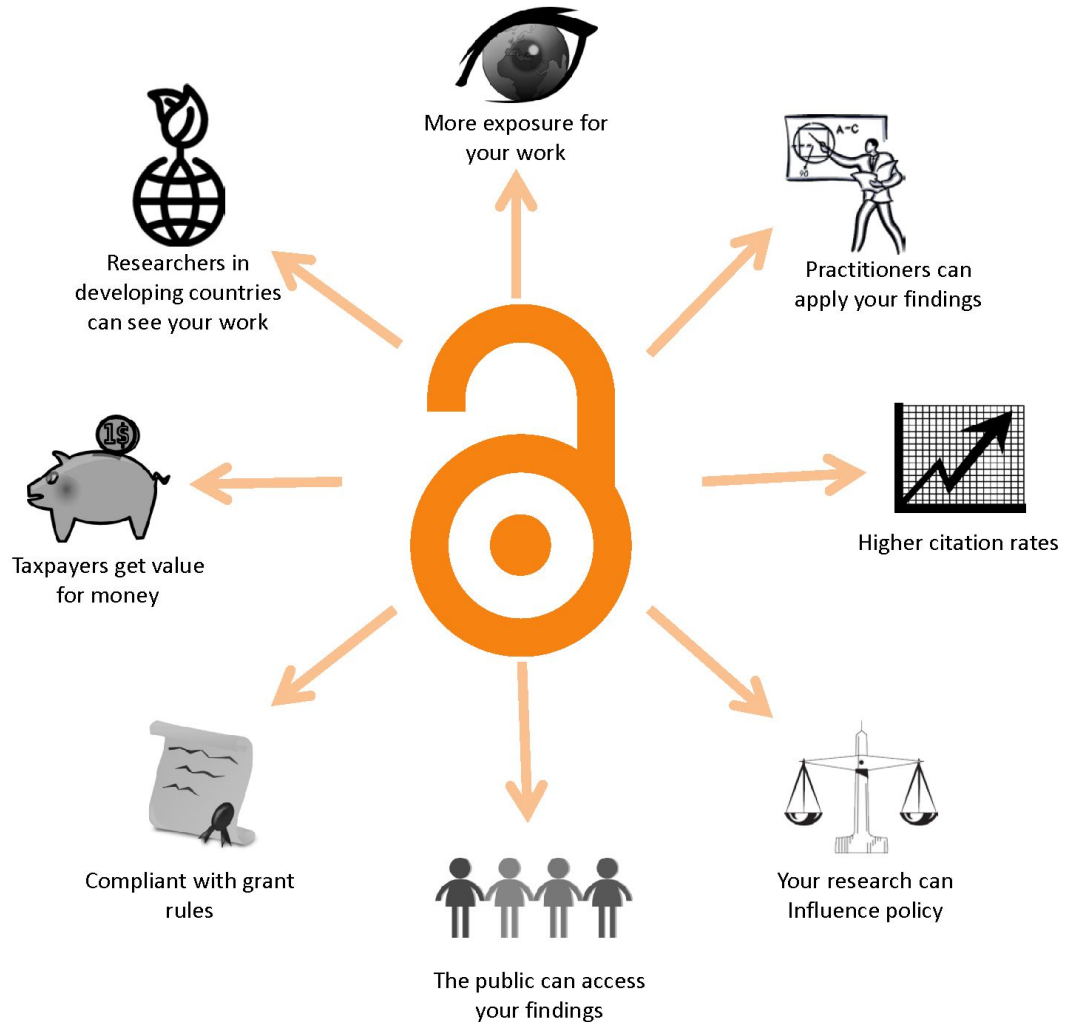 More exposure for
your work
A-C
90
Practitioners can
apply your findings
Higher citation rates
Your research can
Influence policy
The public can access
your findings
Compliant with grant
rules
1$
Taxpayers get value
for money
Researchers in
developing countries
can see your work